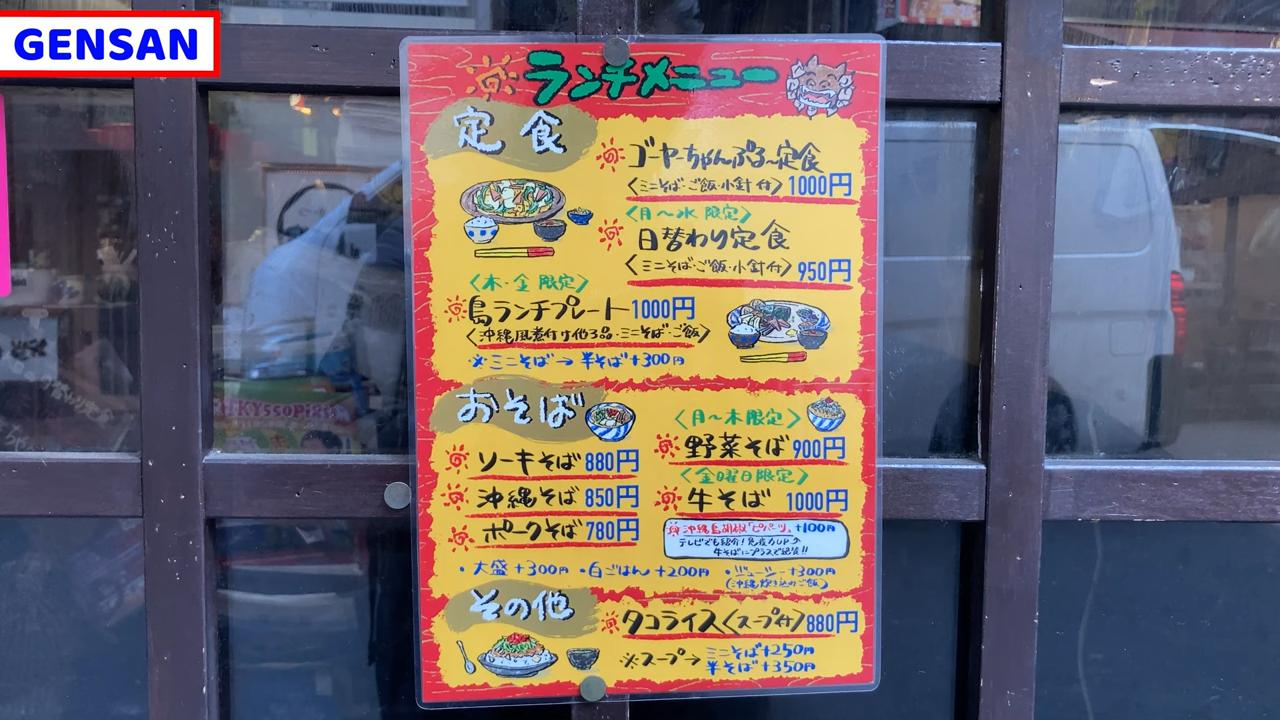 GENSAN
ランチメニュー
定食
ゴーヤーちゃんぷる〜定食
〈ミニそば・ご飯・小針付〉1000円
〈月〜水 限定〉
日替わり定食
〈ミニそば・ご飯・小針付〉950円
〈木・金 限定〉
島ランチプレート1000円
〈沖縄風煮付け他3品・ミニそば・ご飯〉
※ミニそば→半そば+300円
おそば
ソーキそば880円
沖縄そば850円
ポークそば780円
〈月〜木限定〉
野菜そば900円
〈金曜日限定〉
牛そば 1000円
沖縄島胡椒「ピパーツ」+100円
テレビでも紹介!免疫力UP♪
牛そばにプラスで絶賛!!
・大盛+300円 ・白ごはん+200円 ・ジューシー+300円
(沖縄炊き込みご飯)
その他
タコライス〈スープ付〉880円
※スープ→ミニそば+250円
半そば+350円